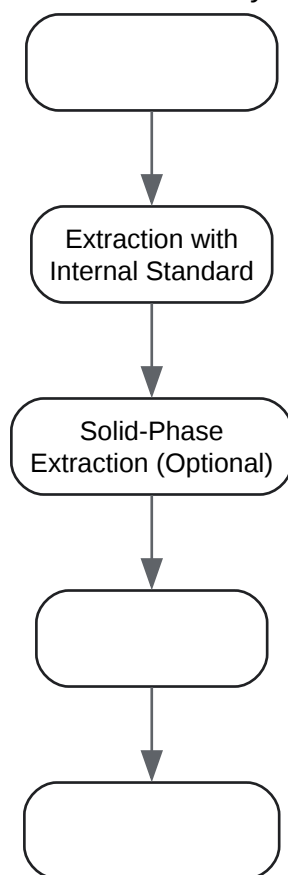 Extraction with
Internal Standard
Solid-Phase
Extraction (Optional)